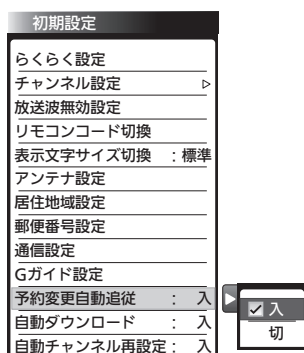 初期設定
らくらく設定
チャンネル設定
放送波無効設定
リモコンコード切換
表示文字サイズ切換 : 標準
アンテナ設定
居住地域設定
郵便番号設定
通信設定
Gガイド設定
予約変更自動追従 : 入
自動ダウンロード : 入
自動チャンネル再設定 : 入
入
切